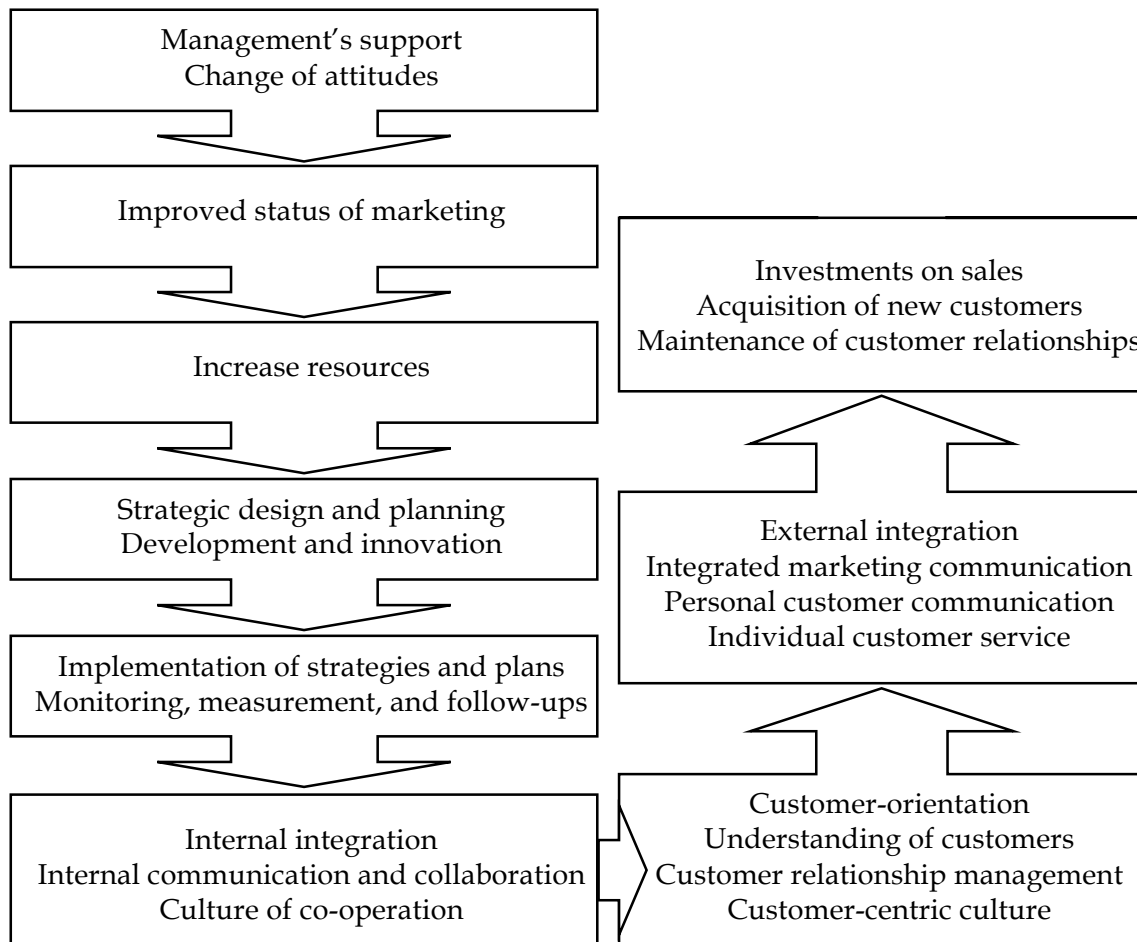 Management’s support
Change of attitudes
Improved status of marketing
Increase resources
Strategic design and planning
Development and innovation
Implementation of strategies and plans
Monitoring, measurement, and follow-ups
Internal integration
Internal communication and collaboration
Culture of co-operation
Customer-orientation
Understanding of customers
Customer relationship management
Customer-centric culture
External integration
Integrated marketing communication
Personal customer communication
Individual customer service
Investments on sales
Acquisition of new customers
Maintenance of customer relationships